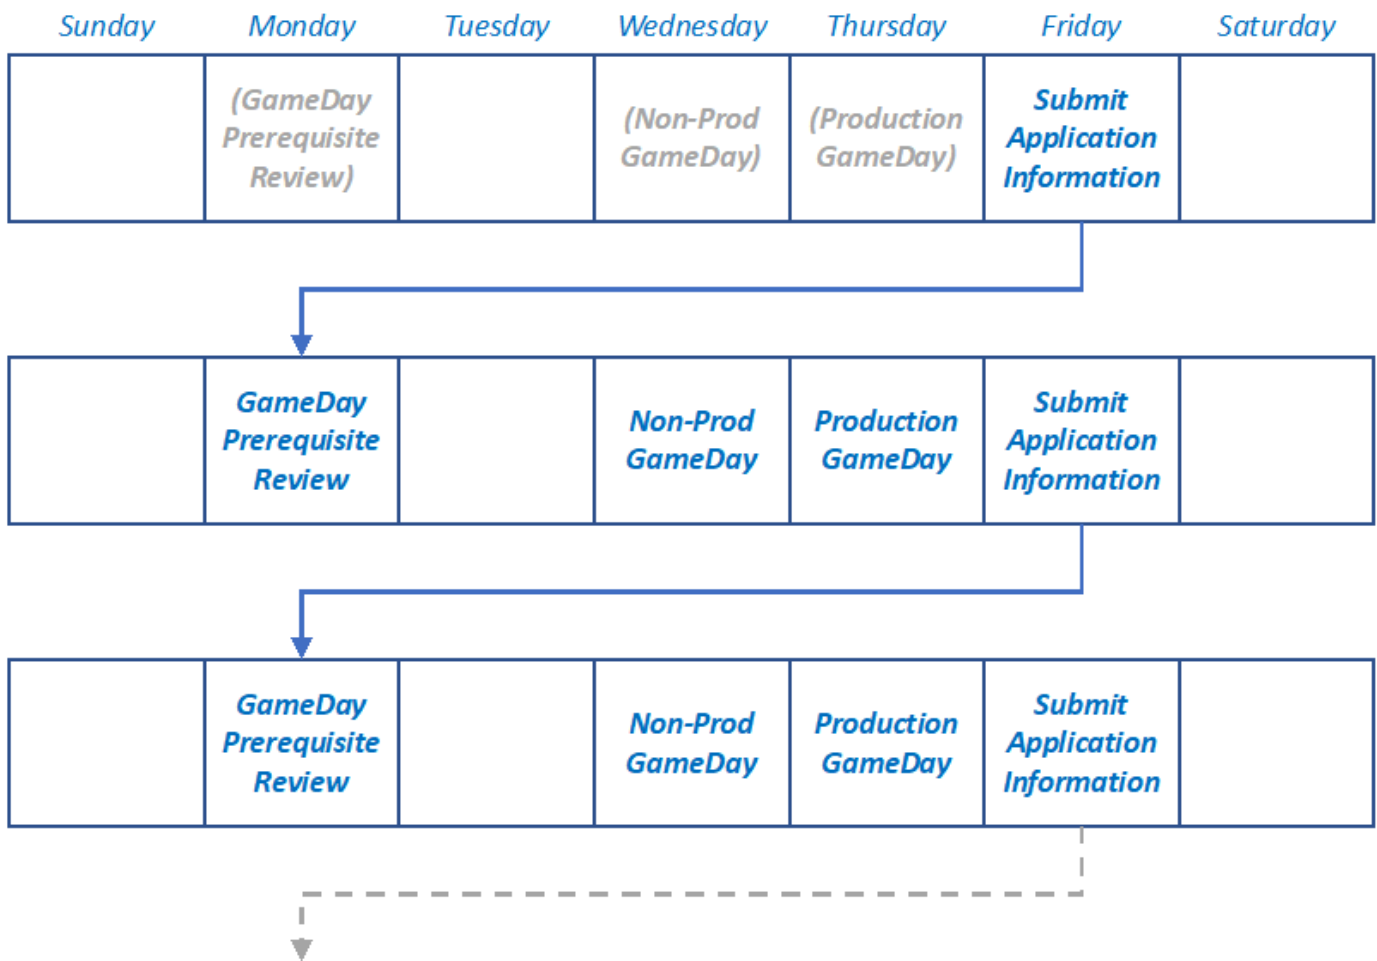 Sunday Monday Tuesday Wednesday Thursday Friday Saturday
(GameDay
Prerequisite
Review)
(Non-Prod
GameDay)
(Production
GameDay)
Submit
Application
Information
GameDay
Prerequisite
Review
Non-Prod
GameDay
Production
GameDay
Submit
Application
Information
GameDay
Prerequisite
Review
Non-Prod
GameDay
Production
GameDay
Submit
Application
Information